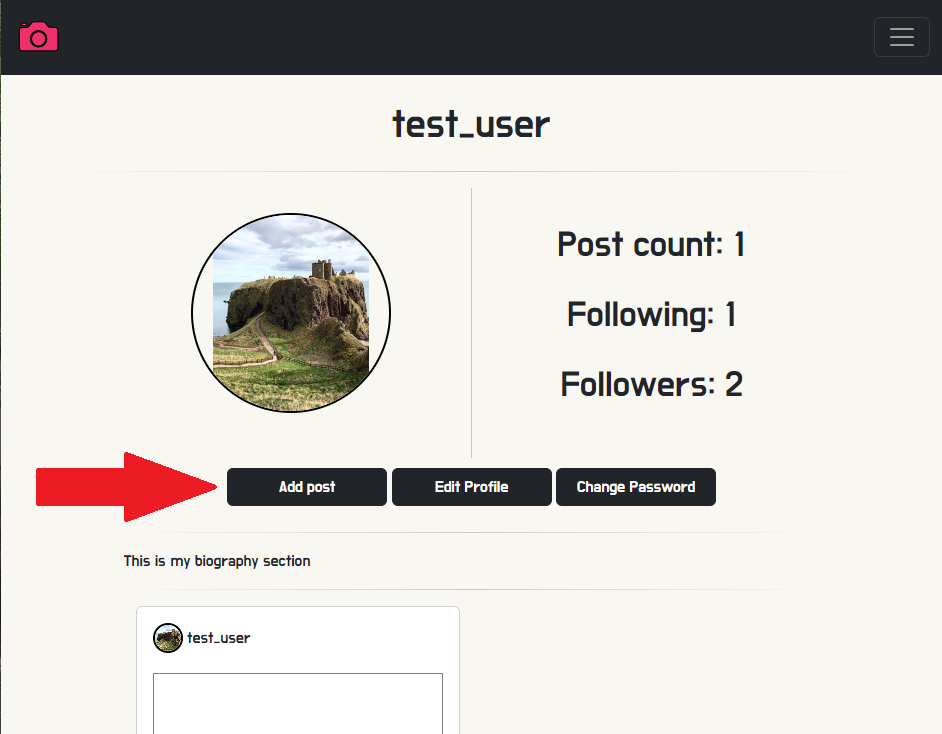 test_user
Post count: 1
Following: 1
Followers: 2
Add post
Edit Profile
Change Password
This is my biography section
test_user